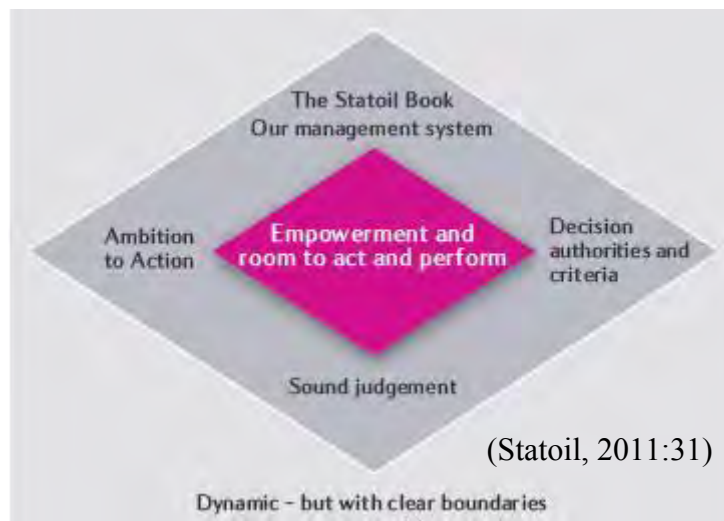 The Statoil Book
Our management system
Ambition
to Action
Empowerment and
room to act and perform
Decision
authorities and
criteria
Sound judgement
(Statoil, 2011:31)
Dynamic – but with clear boundaries